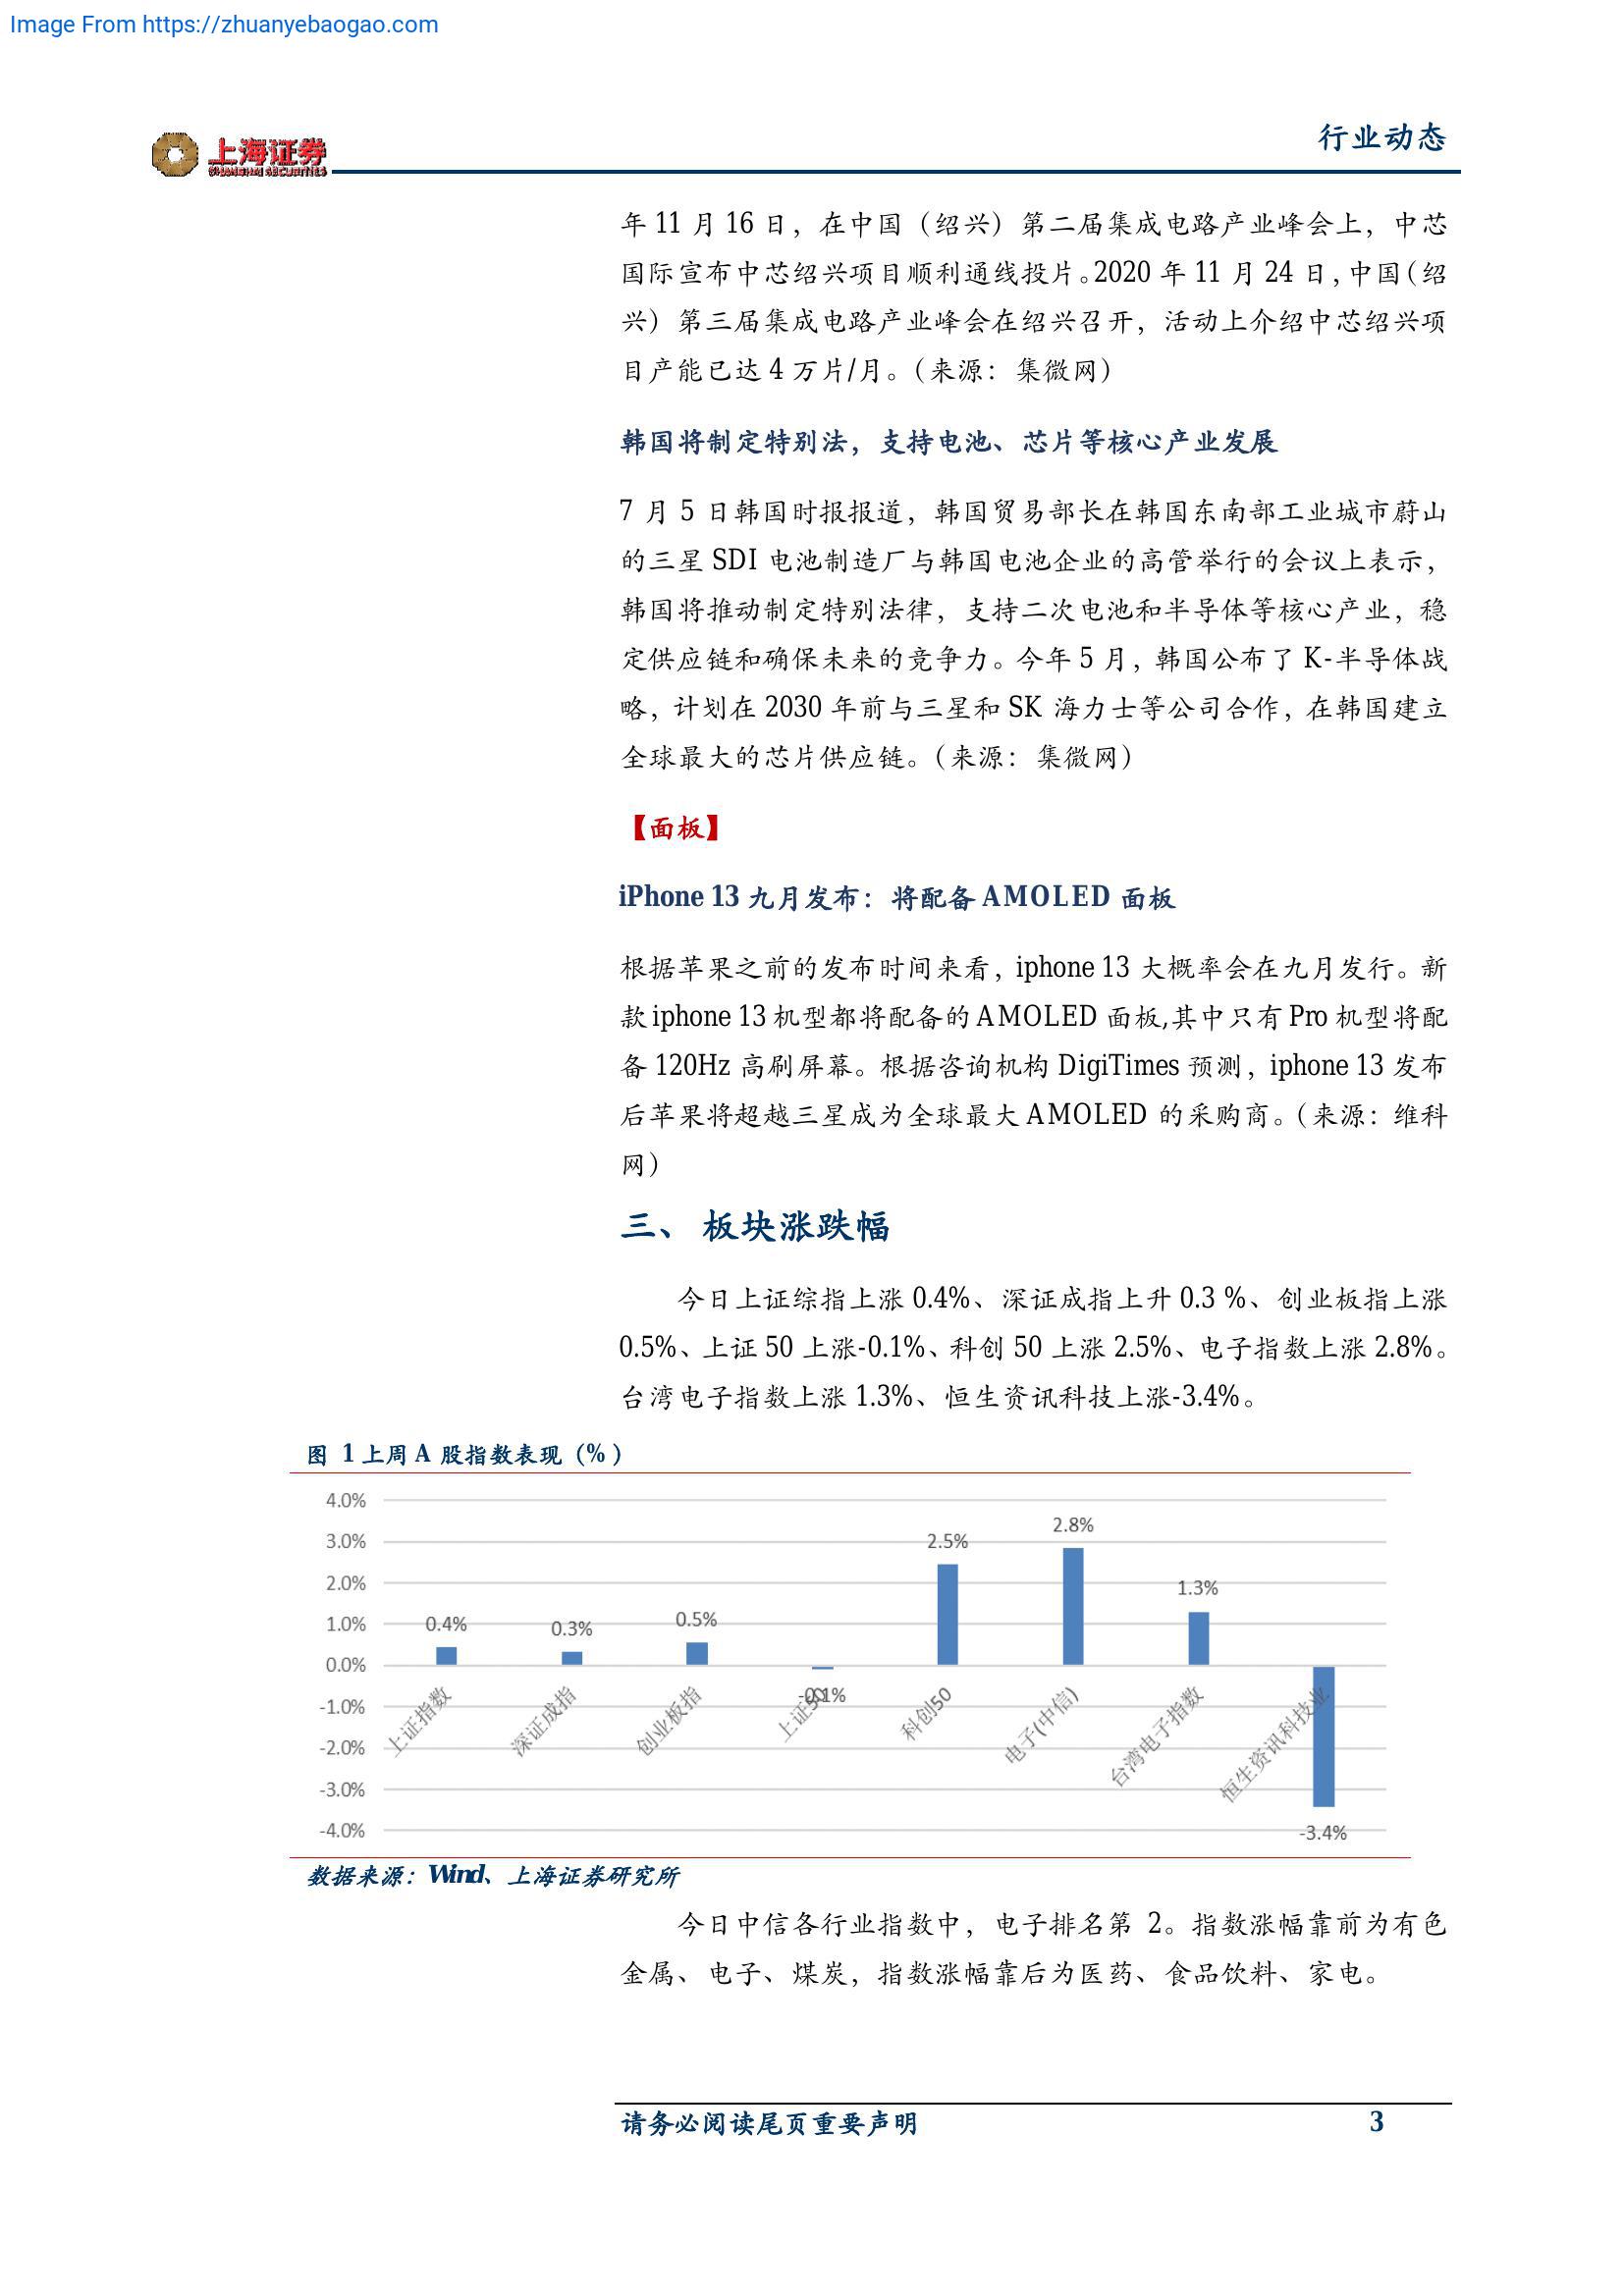 Image From https://zhuanyebaogao.com
上海证券
SHANGHAI SECURITIES
行业动态
年 11 月 16 日，在中国（绍兴）第二届集成电路产业峰会上，中芯
国际宣布中芯绍兴项目顺利通线投片。2020 年 11 月 24 日，中国（绍
兴）第三届集成电路产业峰会在绍兴召开，活动上介绍中芯绍兴项
目产能已达 4 万片/月。（来源：集微网）
韩国将制定特别法，支持电池、芯片等核心产业发展
7 月 5 日韩国时报报道，韩国贸易部长在韩国东南部工业城市蔚山
的三星 SDI 电池制造厂与韩国电池企业的高管举行的会议上表示，
韩国将推动制定特别法律，支持二次电池和半导体等核心产业，稳
定供应链和确保未来的竞争力。今年 5 月，韩国公布了 K-半导体战
略，计划在 2030 年前与三星和 SK 海力士等公司合作，在韩国建立
全球最大的芯片供应链。（来源：集微网）
【面板】
iPhone 13 九月发布：将配备 AMOLED 面板
根据苹果之前的发布时间来看，iphone 13 大概率会在九月发行。新
款 iphone 13 机型都将配备的 AMOLED 面板,其中只有 Pro 机型将配
备 120Hz 高刷屏幕。根据咨询机构 DigiTimes 预测，iphone 13 发布
后苹果将超越三星成为全球最大 AMOLED 的采购商。（来源：维科
网）
三、 板块涨跌幅
今日上证综指上涨 0.4%、深证成指上升 0.3 %、创业板指上涨
0.5%、上证 50 上涨-0.1%、科创 50 上涨 2.5%、电子指数上涨 2.8%。
台湾电子指数上涨 1.3%、恒生资讯科技上涨-3.4%。
图 1 上周 A 股指数表现（%）
4.0%
3.0%
2.0%
1.0%
0.0%
-1.0%
-2.0%
-3.0%
-4.0%
0.4%
0.3%
0.5%
-0.1%
2.5%
2.8%
1.3%
-3.4%
上证指数
深证成指
创业板指
上证50
科创50
电子(中信)
台湾电子指数
恒生资讯科技业
数据来源：Wind、上海证券研究所
今日中信各行业指数中，电子排名第 2。指数涨幅靠前为有色
金属、电子、煤炭，指数涨幅靠后为医药、食品饮料、家电。
请务必阅读尾页重要声明
3